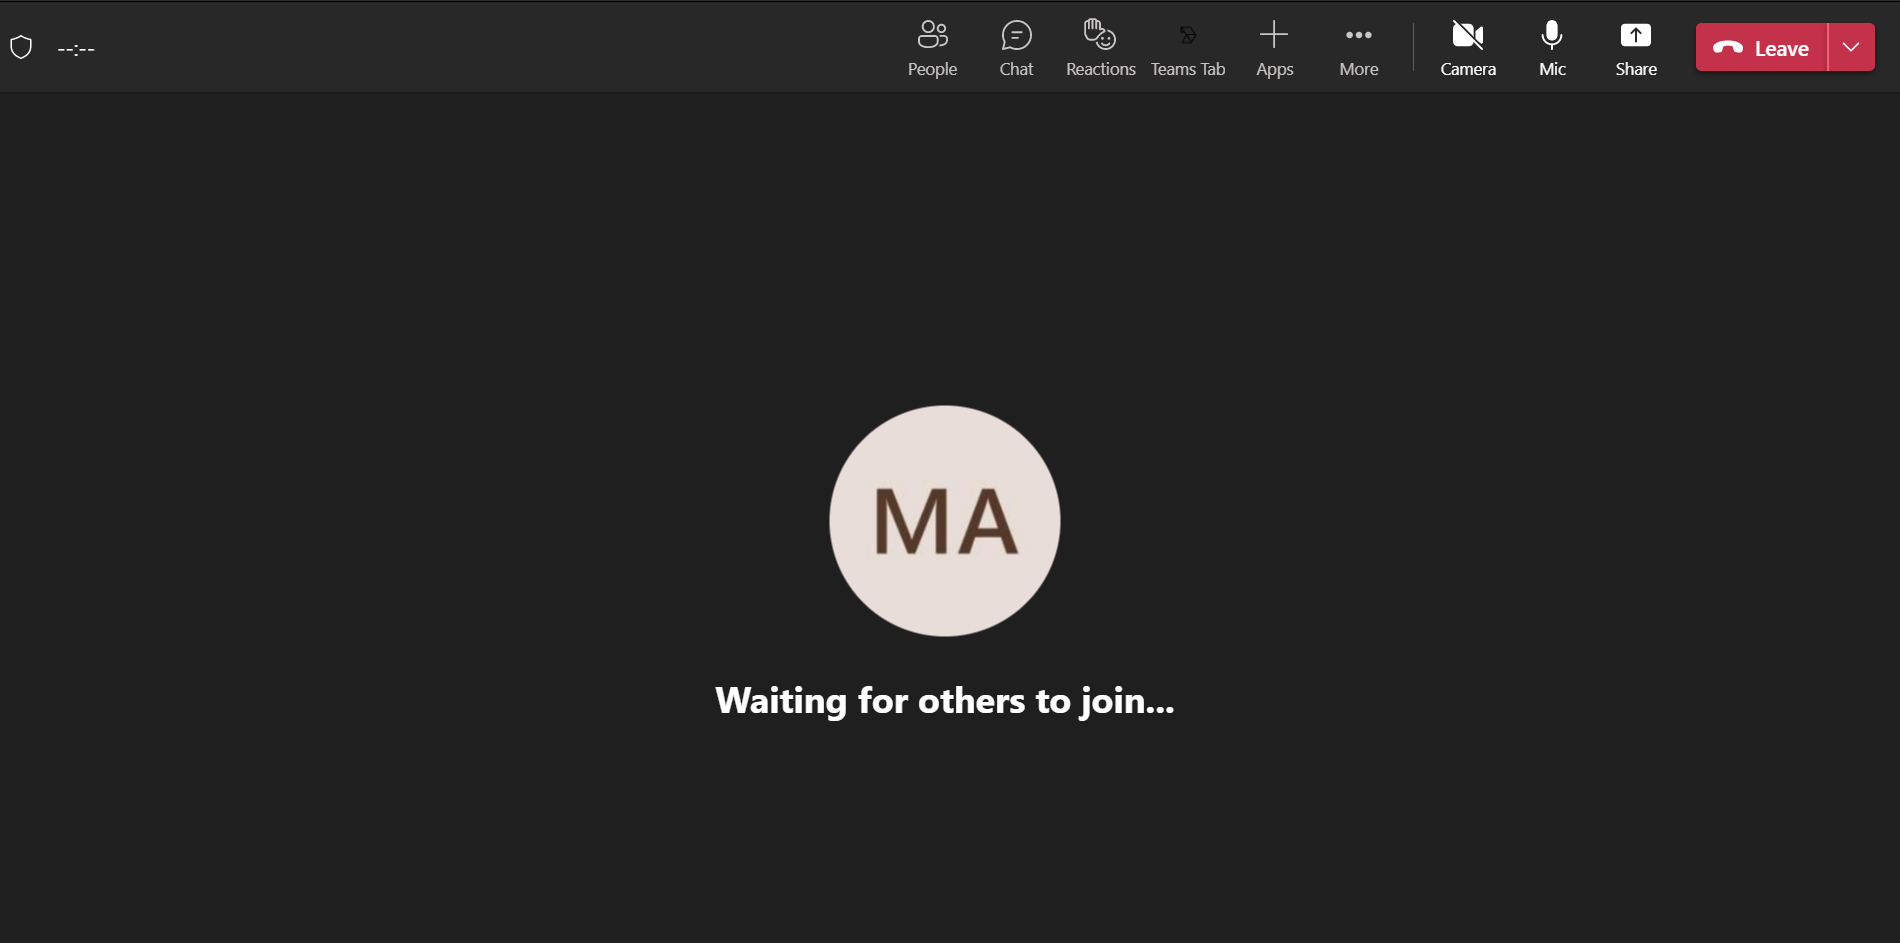 --:--
People
Chat
Reactions
Teams Tab
Apps
More
Camera
Mic
Share
Leave
MA
Waiting for others to join...